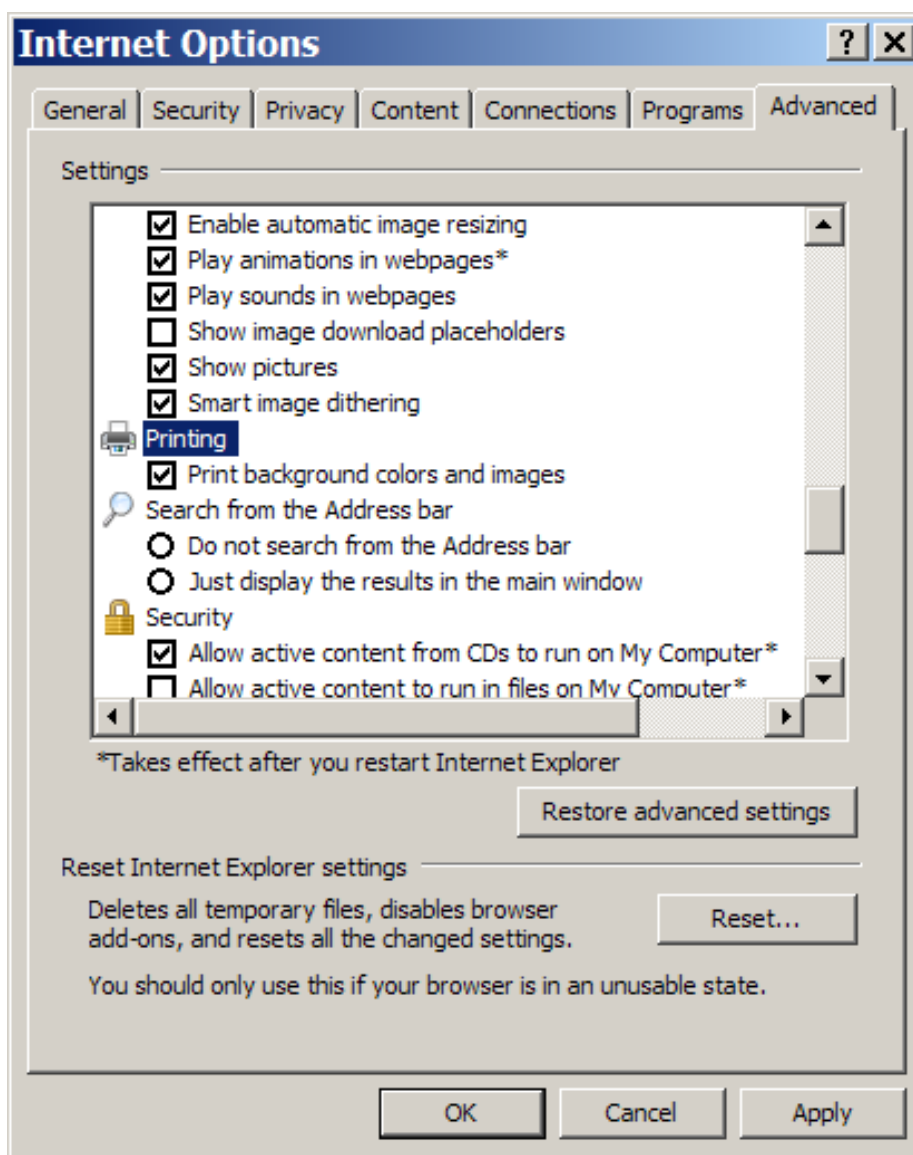 Internet Options
General Security Privacy Content Connections Programs Advanced
Settings
Enable automatic image resizing
Play animations in webpages*
Play sounds in webpages
Show image download placeholders
Show pictures
Smart image dithering
Printing
Print background colors and images
Search from the Address bar
Do not search from the Address bar
Just display the results in the main window
Security
Allow active content from CDs to run on My Computer*
Allow active content to run in files on My Computer*
*Takes effect after you restart Internet Explorer
Restore advanced settings
Reset Internet Explorer settings
Deletes all temporary files, disables browser
add-ons, and resets all the changed settings.
Reset...
You should only use this if your browser is in an unusable state.
OK Cancel Apply